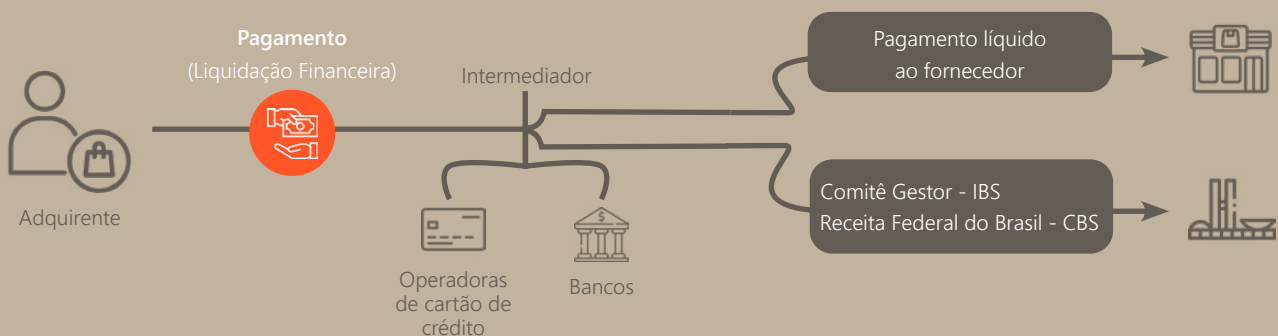 Pagamento
(Liquidação Financeira)
Intermediador
Pagamento líquido
ao fornecedor
Adquirente
Comitê Gestor - IBS
Receita Federal do Brasil - CBS
$
Operadoras
de cartão de
crédito
Bancos